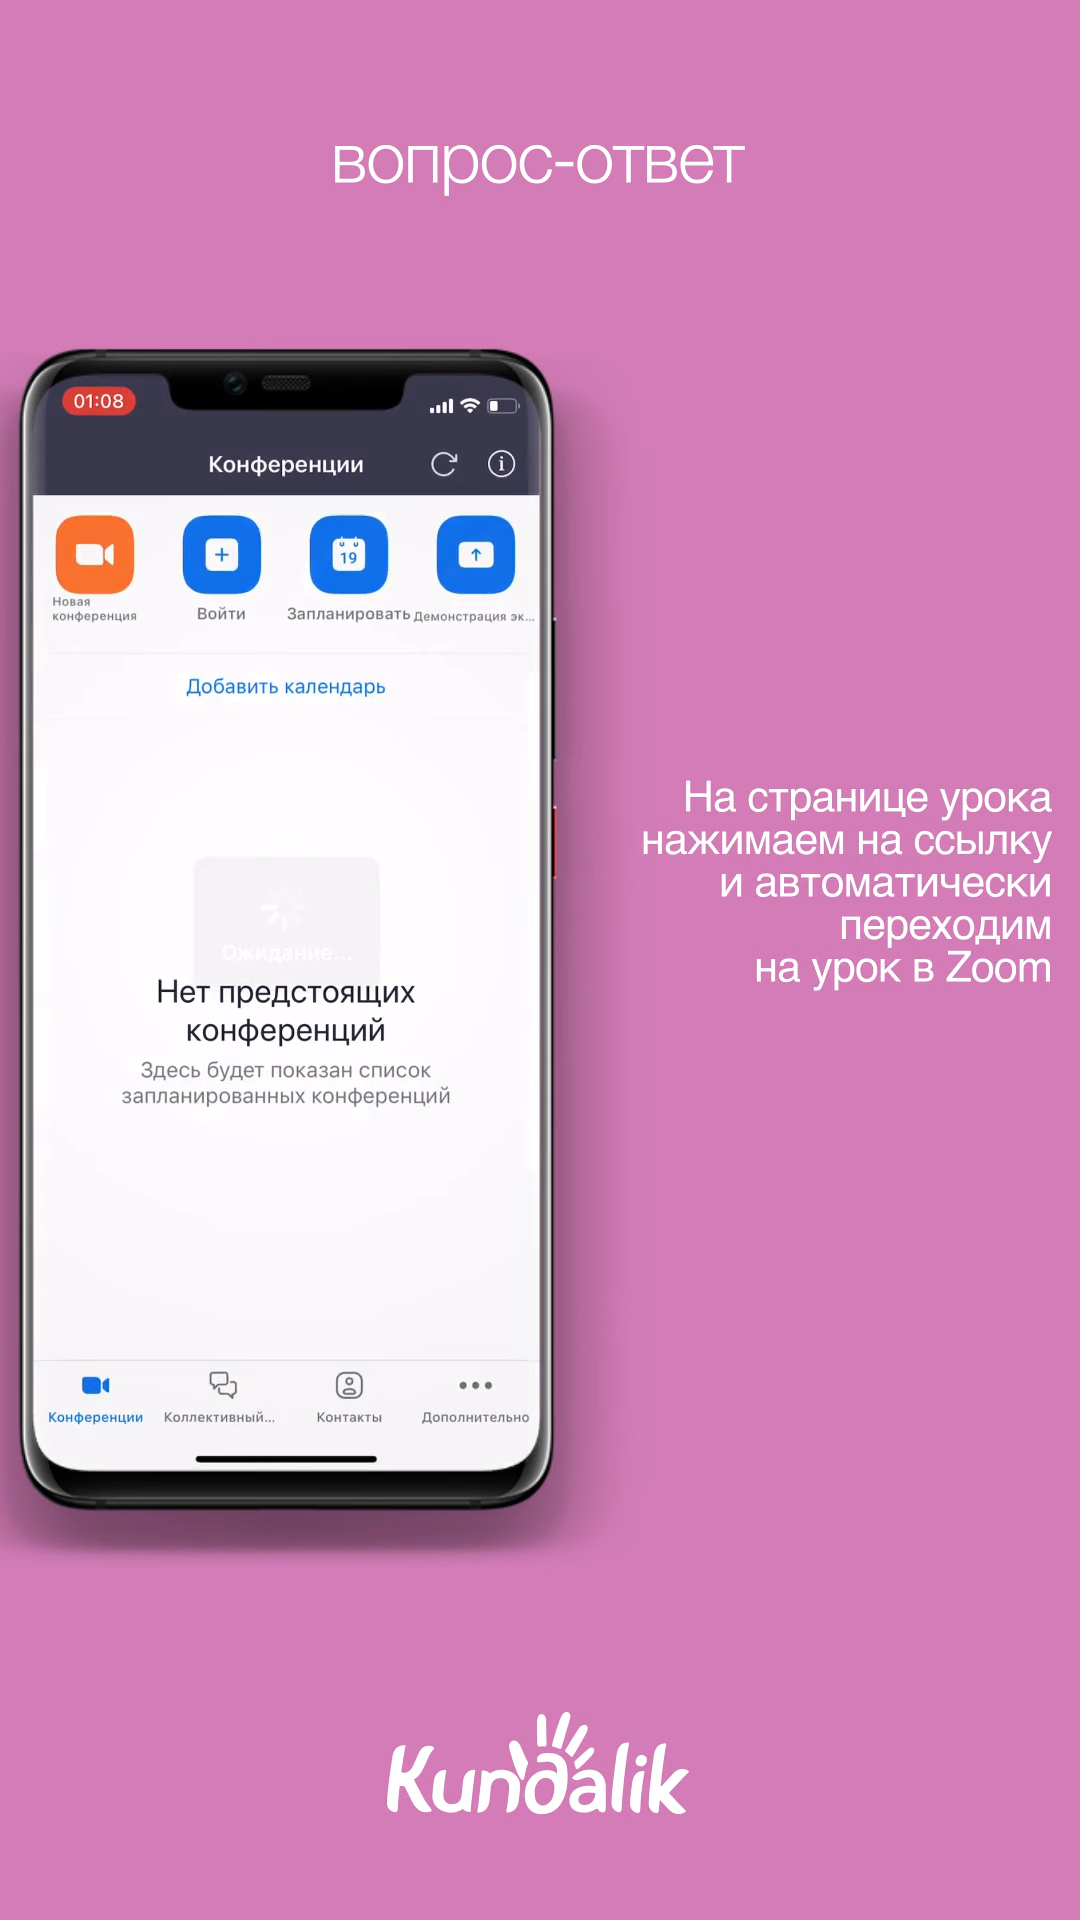 вопрос-ответ
01:08
Конференции
19
Новая
конференция
Войти
Запланировать
Демонстрация эк...
Добавить календарь
Ожидание...
Нет предстоящих
конференций
Здесь будет показан список
запланированных конференций
Конференции
Коллективный...
Контакты
Дополнительно
На странице урока
нажимаем на ссылку
и автоматически
переходим
на урок в Zoom
Kundalik